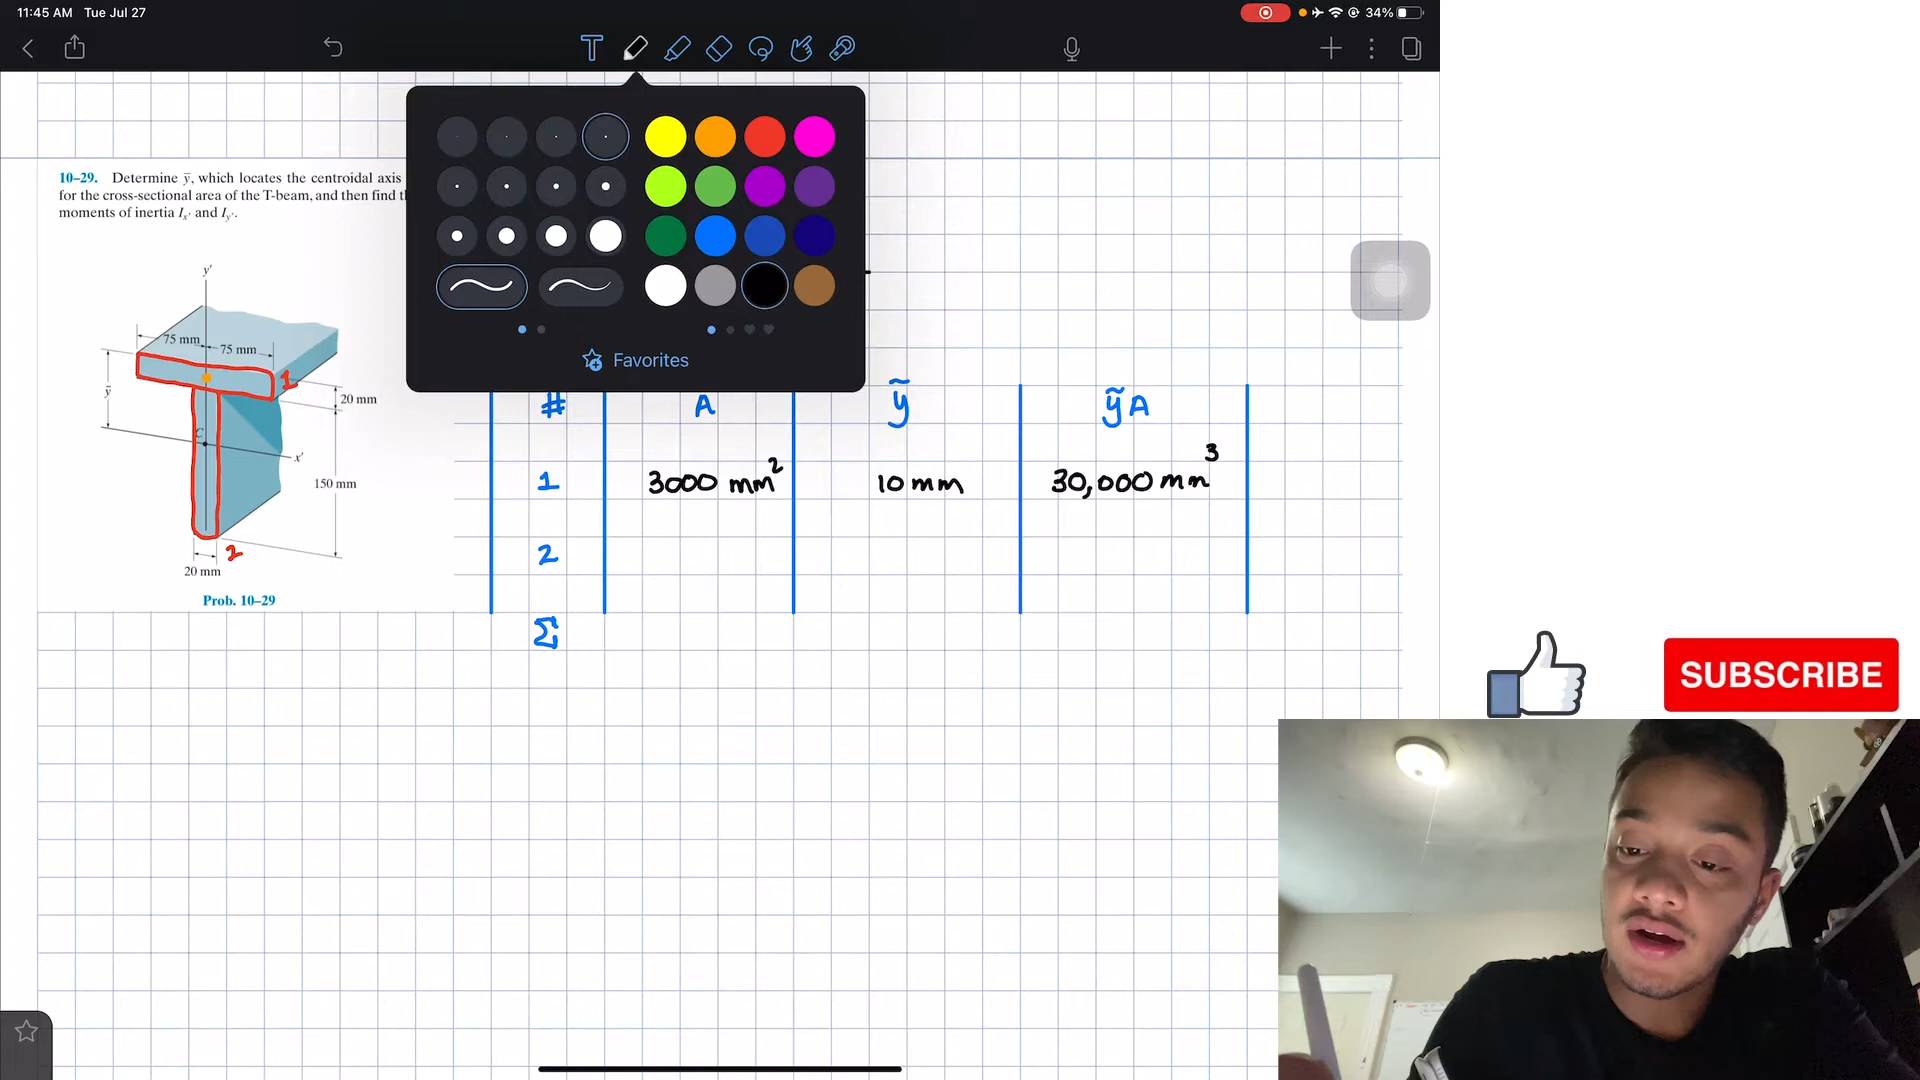 11:45 AM Tue Jul 27
34%
T
Favorites
10–29. Determine ȳ, which locates the centroidal axis
for the cross-sectional area of the T-beam, and then find
moments of inertia Ix' and Iy'.
y'
75 mm
75 mm
1
ȳ
20 mm
C
x'
150 mm
2
20 mm
Prob. 10–29
# A ỹ ỹA
1 3000 mm² 10 mm 30,000 mm³
2
Σ
SUBSCRIBE